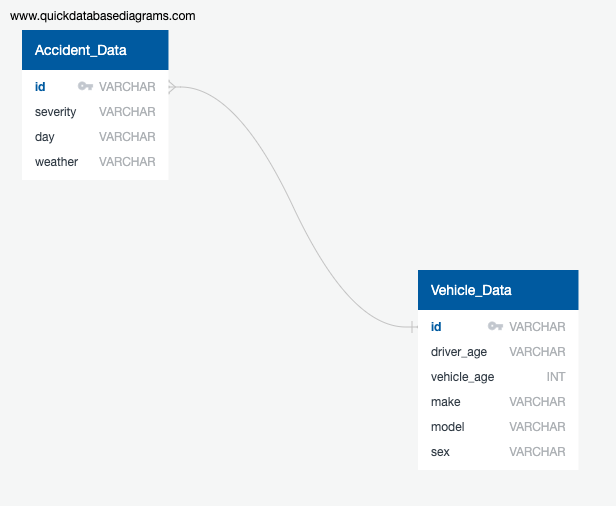 www.quickdatabasediagrams.com
Accident_Data
id VARCHAR
severity VARCHAR
day VARCHAR
weather VARCHAR
Vehicle_Data
id VARCHAR
driver_age VARCHAR
vehicle_age INT
make VARCHAR
model VARCHAR
sex VARCHAR